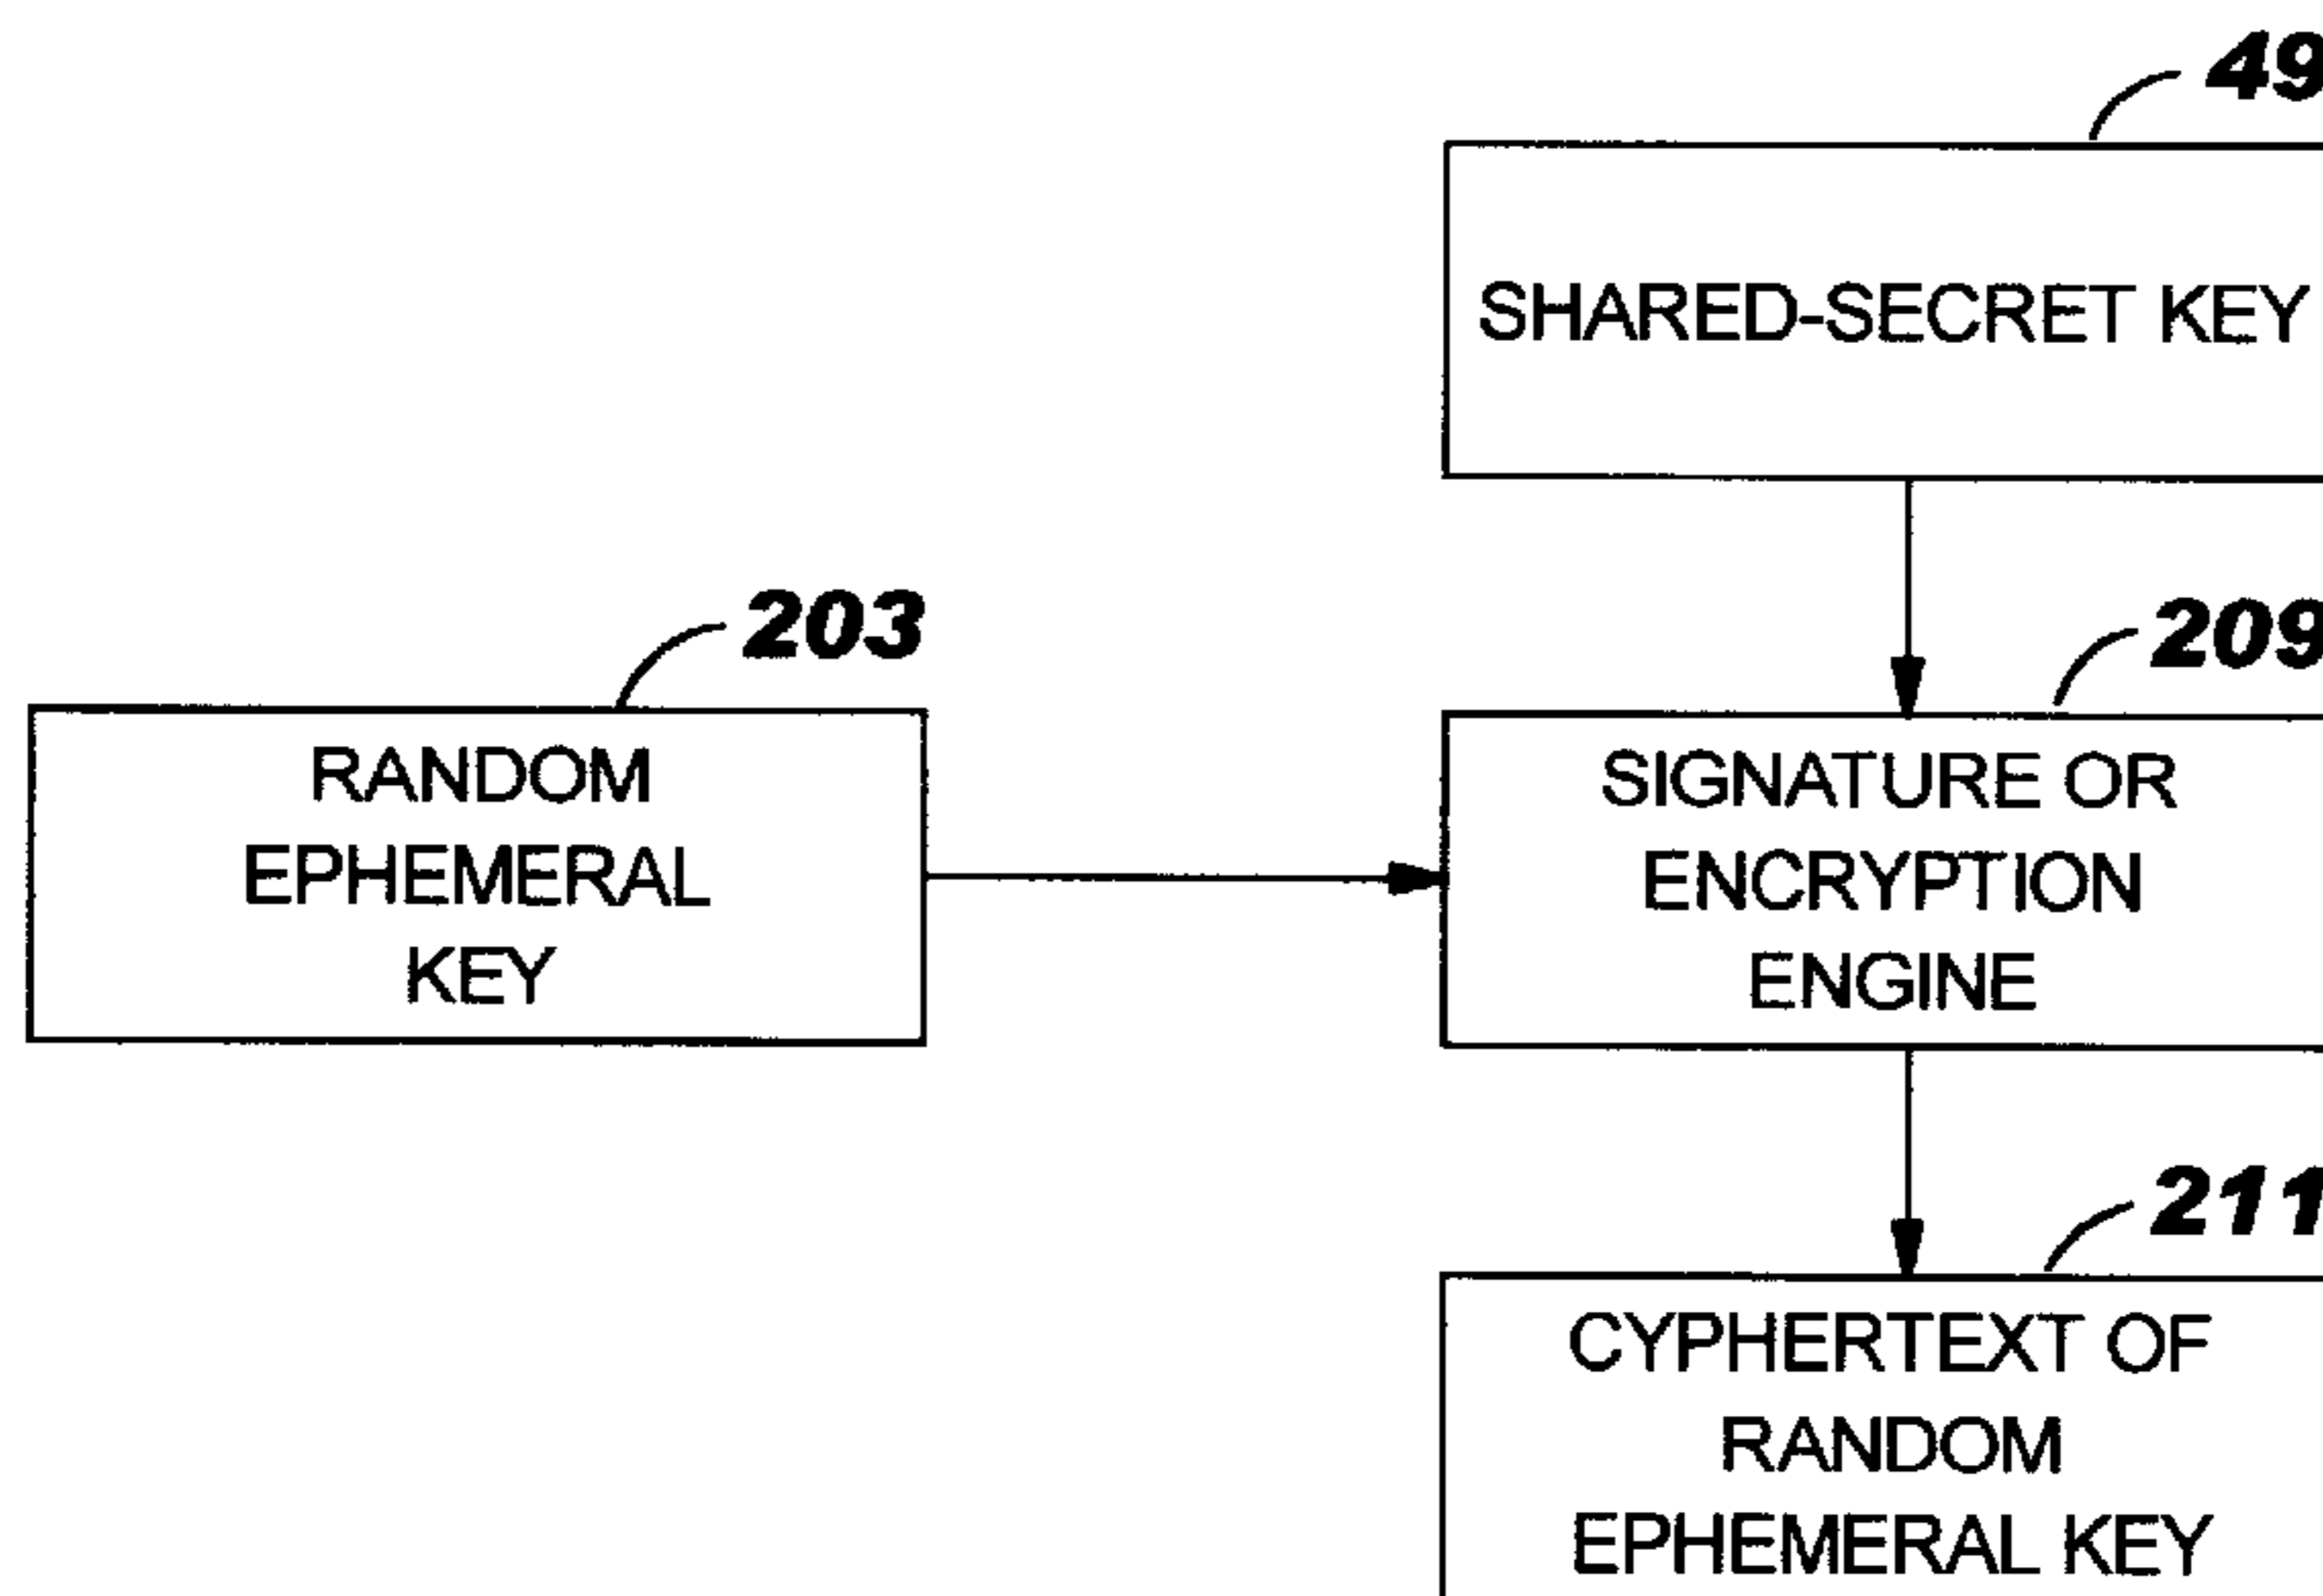 49
SHARED-SECRET KEY
203
209
RANDOM
EPHEMERAL
KEY
SIGNATURE OR
ENCRYPTION
ENGINE
211
CYPHERTEXT OF
RANDOM
EPHEMERAL KEY